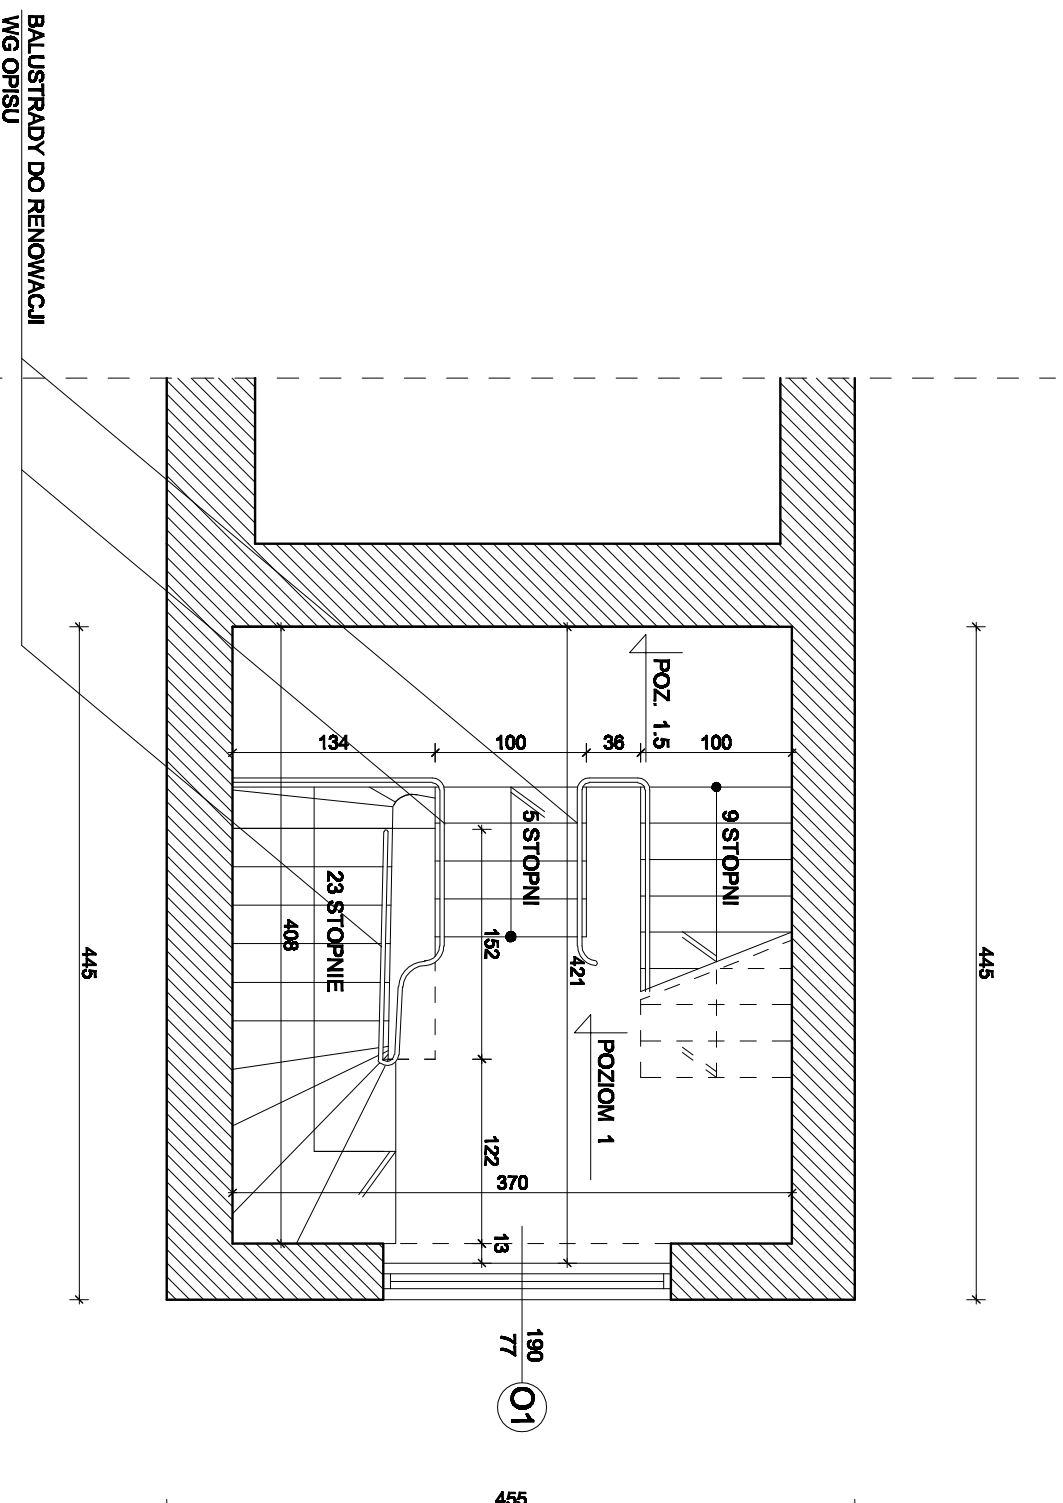 BALUSTRADY DO RENOWACJI
WG OPISU
POZ. 1.5
134
100
36
100
5 STOPNI
9 STOPNI
23 STOPNIE
408
152
421
445
445
POZIOM 1
122
370
13
190
77
O1
455